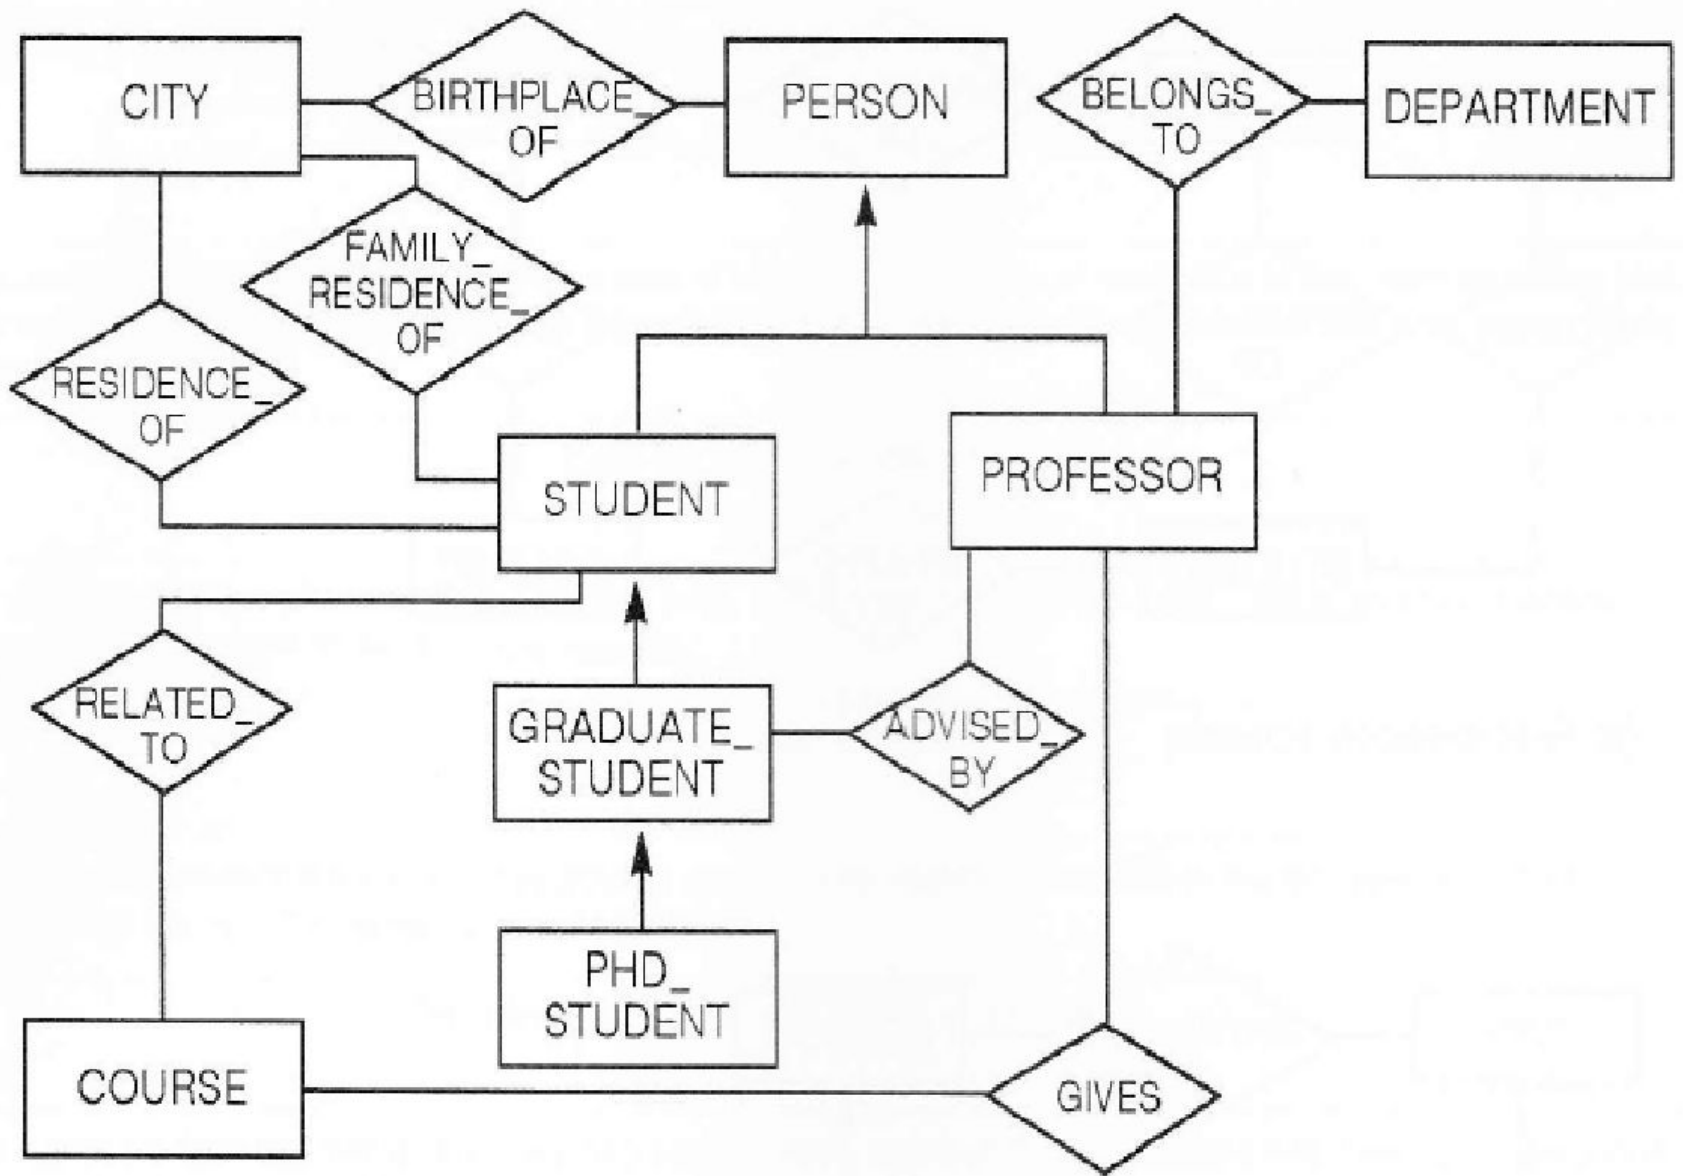 CITY
BIRTHPLACE_
OF
PERSON
BELONGS_
TO
DEPARTMENT
FAMILY_
RESIDENCE_
OF
RESIDENCE_
OF
STUDENT
PROFESSOR
RELATED_
TO
GRADUATE_
STUDENT
ADVISED_
BY
PHD_
STUDENT
COURSE
GIVES